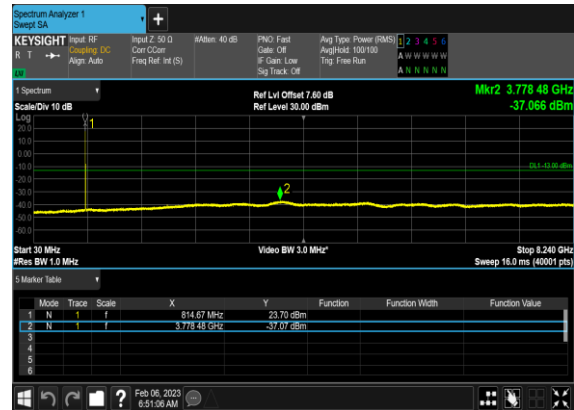 Spectrum Analyzer 1
Swept SA
+
KEYSIGHT Input: RF Input Z: 50 Ω #Atten: 40 dB PNO: Fast Avg Type: Power (RMS) 1 2 3 4 5 6
R T Coupling: DC Corr CCorr Gate: Off Avg|Hold: 100/100 A W W W W W
Align: Auto Freq Ref: Int (S) IF Gain: Low Trig: Free Run
Sig Track: Off A N N N N N
1 Spectrum Ref Lvl Offset 7.60 dB Mkr2 3.778 48 GHz
Scale/Div 10 dB Ref Level 30.00 dBm -37.066 dBm
Log
1
20.0
10.0
0.00
-10.0
DL1 -13.00 dBm
-20.0
-30.0
2
-40.0
-50.0
-60.0
Start 30 MHz Video BW 3.0 MHz* Stop 8.240 GHz
#Res BW 1.0 MHz Sweep 16.0 ms (40001 pts)
5 Marker Table
Mode Trace Scale X Y Function Function Width Function Value
1 N 1 f 814.67 MHz 23.70 dBm
2 N 1 f 3.778 48 GHz -37.07 dBm
3
4
5
6
? Feb 06, 2023
6:51:06 AM